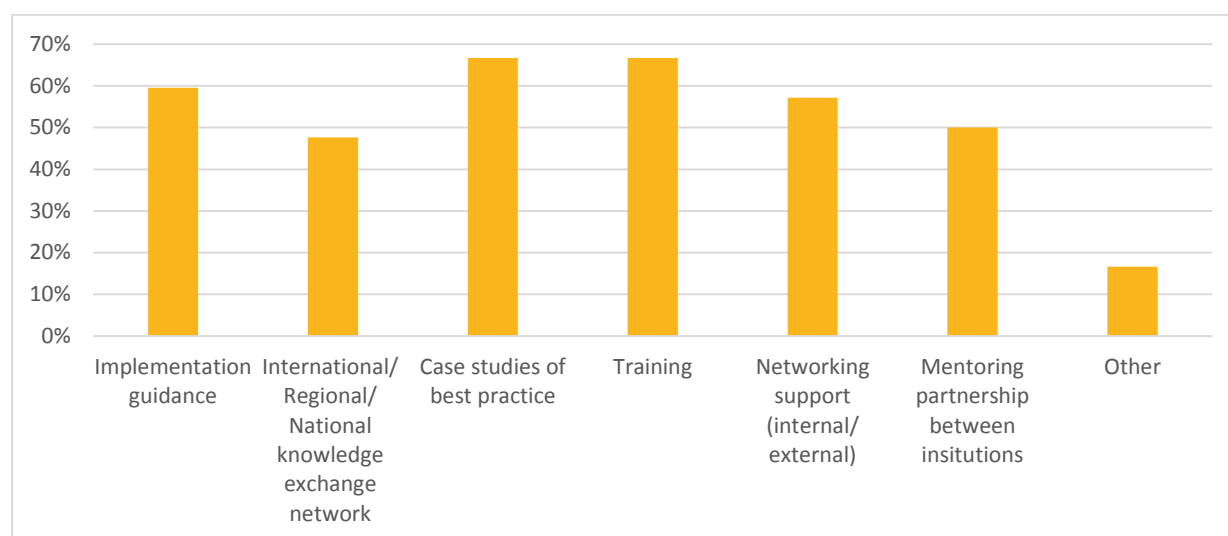 70%
60%
50%
40%
30%
20%
10%
0%
Implementation
guidance
International/
Regional/
National
knowledge
exchange
network
Case studies of
best practice
Training
Networking
support
(internal/
external)
Mentoring
partnership
between
insitutions
Other